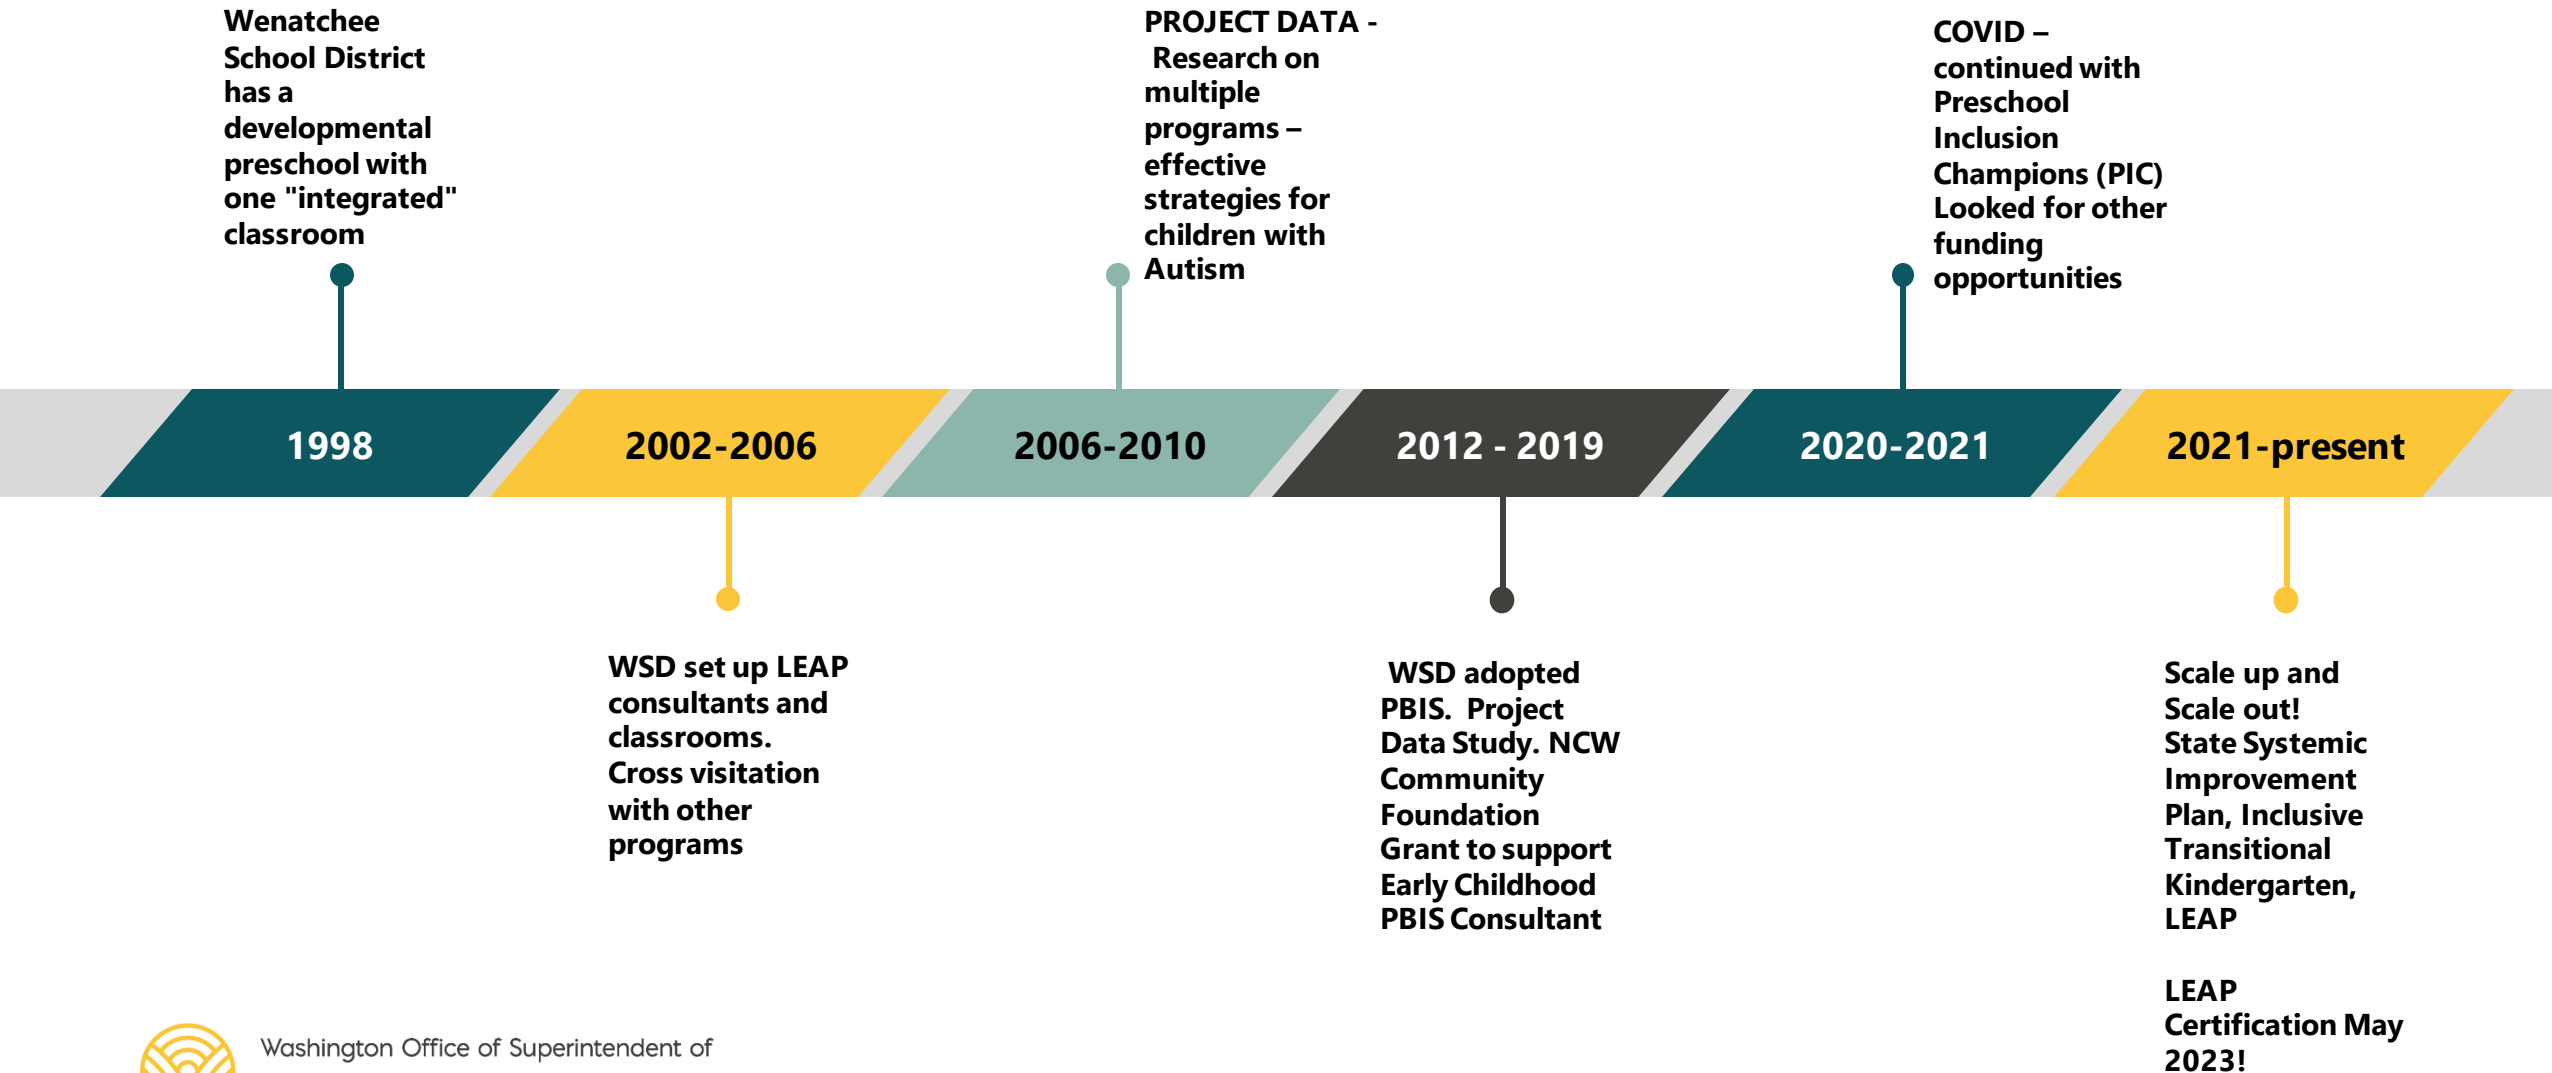 Wenatchee
School District
has a
developmental
preschool with
one "integrated"
classroom
PROJECT DATA -
Research on
multiple
programs –
effective
strategies for
children with
Autism
COVID –
continued with
Preschool
Inclusion
Champions (PIC)
Looked for other
funding
opportunities
1998
2002-2006
2006-2010
2012 - 2019
2020-2021
2021-present
WSD set up LEAP
consultants and
classrooms.
Cross visitation
with other
programs
WSD adopted
PBIS. Project
Data Study. NCW
Community
Foundation
Grant to support
Early Childhood
PBIS Consultant
Scale up and
Scale out!
State Systemic
Improvement
Plan, Inclusive
Transitional
Kindergarten,
LEAP
LEAP
Certification May
2023!
Washington Office of Superintendent of